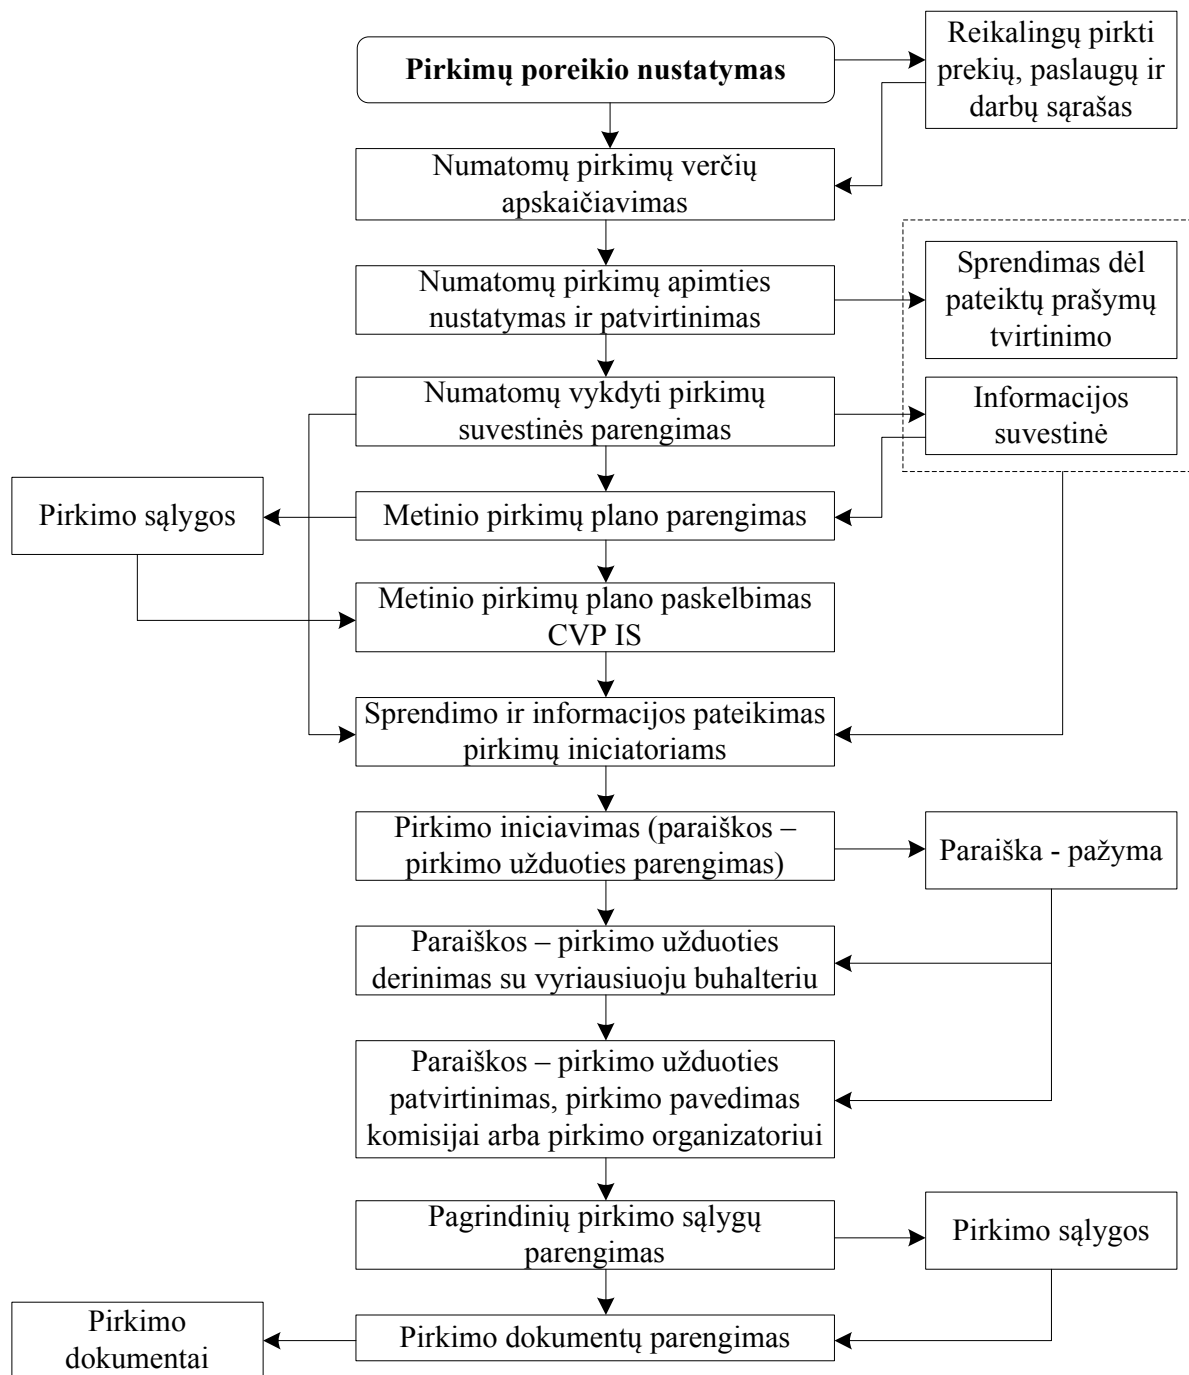 Pirkimų poreikio nustatymas
Reikalingų pirkti
prekių, paslaugų ir
darbų sąrašas
Numatomų pirkimų verčių
apskaičiavimas
Numatomų pirkimų apimties
nustatymas ir patvirtinimas
Sprendimas dėl
pateiktų prašymų
tvirtinimo
Numatomų vykdyti pirkimų
suvestinės parengimas
Informacijos
suvestinė
Pirkimo sąlygos
Metinio pirkimų plano parengimas
Metinio pirkimų plano paskelbimas
CVP IS
Sprendimo ir informacijos pateikimas
pirkimų iniciatoriams
Pirkimo iniciavimas (paraiškos –
pirkimo užduoties parengimas)
Paraiška - pažyma
Paraiškos – pirkimo užduoties
derinimas su vyriausiuoju buhalteriu
Paraiškos – pirkimo užduoties
patvirtinimas, pirkimo pavedimas
komisijai arba pirkimo organizatoriui
Pagrindinių pirkimo sąlygų
parengimas
Pirkimo sąlygos
Pirkimo
dokumentai
Pirkimo dokumentų parengimas